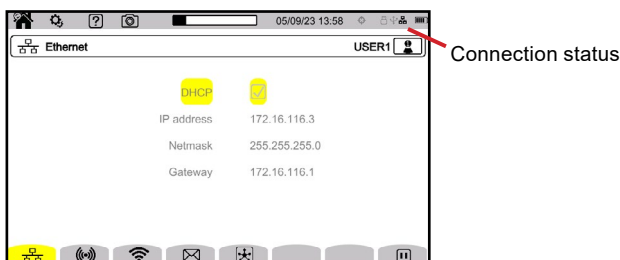 05/09/23 13:58
Ethernet
USER1
Connection status
DHCP
IP address 172.16.116.3
Netmask 255.255.255.0
Gateway 172.16.116.1